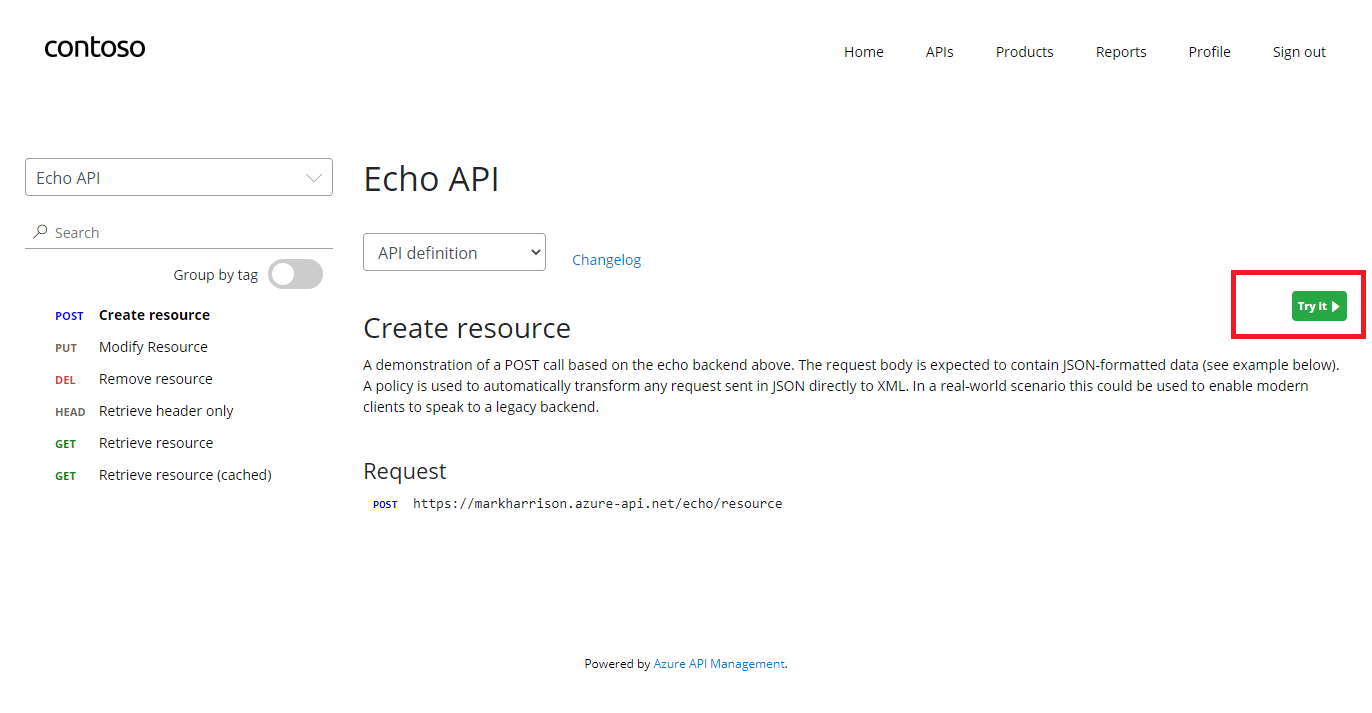 contoso
Home
APIs
Products
Reports
Profile
Sign out
Echo API
Search
Group by tag
POST Create resource
PUT Modify Resource
DEL Remove resource
HEAD Retrieve header only
GET Retrieve resource
GET Retrieve resource (cached)
Echo API
API definition
Changelog
Try it
Create resource
A demonstration of a POST call based on the echo backend above. The request body is expected to contain JSON-formatted data (see example below).
A policy is used to automatically transform any request sent in JSON directly to XML. In a real-world scenario this could be used to enable modern
clients to speak to a legacy backend.
Request
POST https://markharrison.azure-api.net/echo/resource
Powered by Azure API Management.